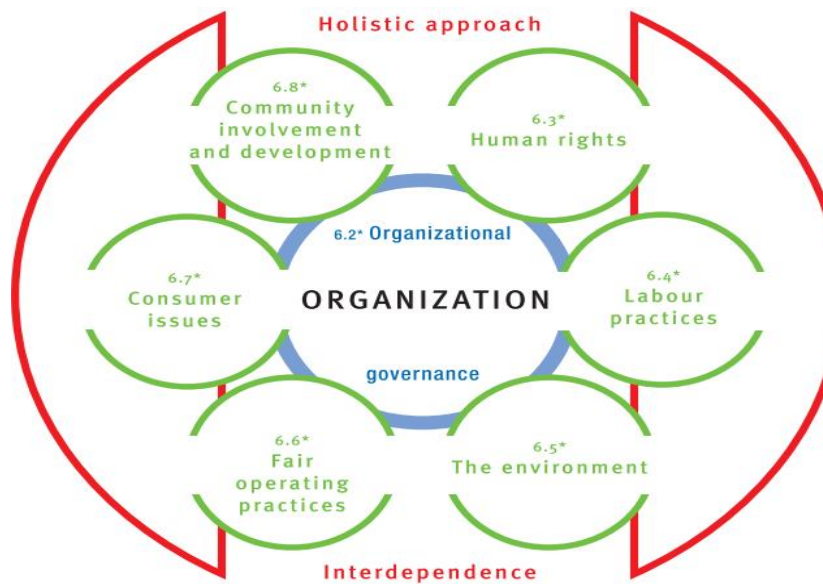 Holistic approach
6.8*
Community
involvement
and development
6.3*
Human rights
6.2* Organizational
6.7*
Consumer
issues
ORGANIZATION
6.4*
Labour
practices
governance
6.6*
Fair
operating
practices
6.5*
The environment
Interdependence